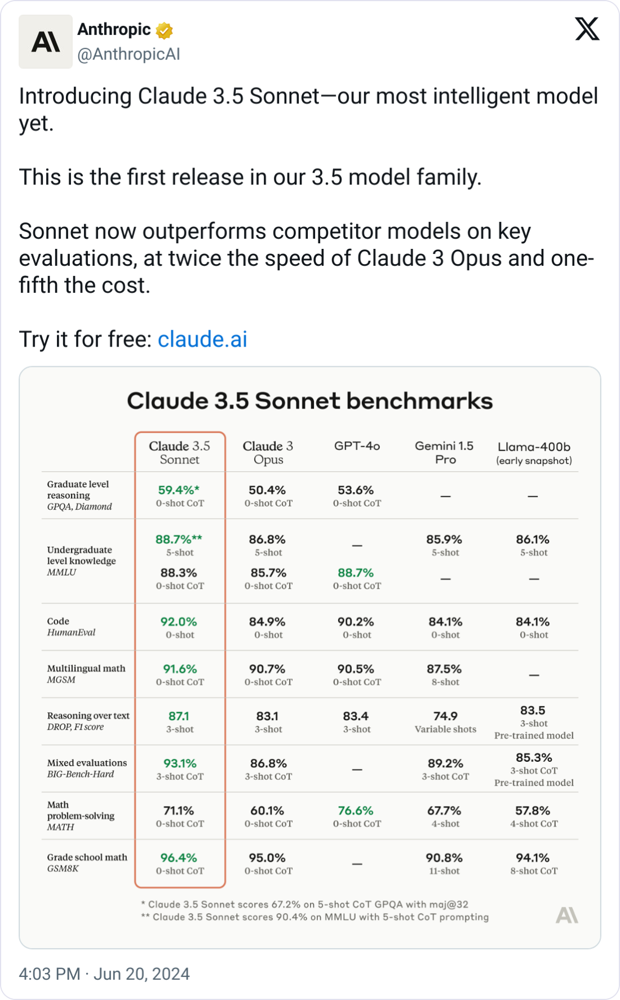 Anthropic
@AnthropicAI
Introducing Claude 3.5 Sonnet—our most intelligent model
yet.
This is the first release in our 3.5 model family.
Sonnet now outperforms competitor models on key
evaluations, at twice the speed of Claude 3 Opus and one-
fifth the cost.
Try it for free: claude.ai
Claude 3.5 Sonnet benchmarks
Claude 3.5 Claude 3 GPT-4o Gemini 1.5 Llama-400b
Sonnet Opus Pro (early snapshot)
Graduate level
reasoning
GPQA, Diamond
59.4%* 50.4% 53.6% — —
0-shot CoT 0-shot CoT 0-shot CoT
Undergraduate
level knowledge
MMLU
88.7%** 86.8% — 85.9% 86.1%
5-shot 5-shot 5-shot 5-shot
88.3% 85.7% 88.7% — —
0-shot CoT 0-shot CoT 0-shot CoT
Code
HumanEval
92.0% 84.9% 90.2% 84.1% 84.1%
0-shot 0-shot 0-shot 0-shot 0-shot
Multilingual math
MGSM
91.6% 90.7% 90.5% 87.5% —
0-shot CoT 0-shot CoT 0-shot CoT 8-shot
Reasoning over text
DROP, F1 score
87.1 83.1 83.4 74.9 83.5
3-shot 3-shot 3-shot Variable shots 3-shot
Pre-trained model
Mixed evaluations
BIG-Bench-Hard
93.1% 86.8% — 89.2% 85.3%
3-shot CoT 3-shot CoT 3-shot CoT 3-shot CoT
Pre-trained model
Math
problem-solving
MATH
71.1% 60.1% 76.6% 67.7% 57.8%
0-shot CoT 0-shot CoT 0-shot CoT 4-shot 4-shot CoT
Grade school math
GSM8K
96.4% 95.0% — 90.8% 94.1%
0-shot CoT 0-shot CoT 11-shot 8-shot CoT
* Claude 3.5 Sonnet scores 67.2% on 5-shot CoT GPQA with maj@32
** Claude 3.5 Sonnet scores 90.4% on MMLU with 5-shot CoT prompting
4:03 PM · Jun 20, 2024